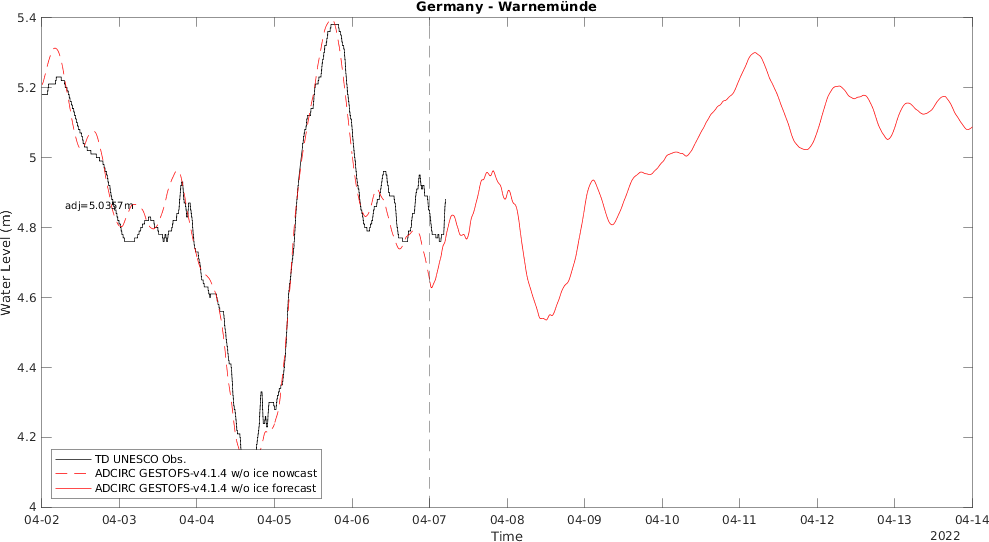 Germany - Warnemünde
Water Level (m)
5.4
5.2
5
4.8
4.6
4.4
4.2
4
adj=5.0357m
TD UNESCO Obs.
ADCIRC GESTOFS-v4.1.4 w/o ice nowcast
ADCIRC GESTOFS-v4.1.4 w/o ice forecast
04-02 04-03 04-04 04-05 04-06 04-07 04-08 04-09 04-10 04-11 04-12 04-13 04-14
Time
2022